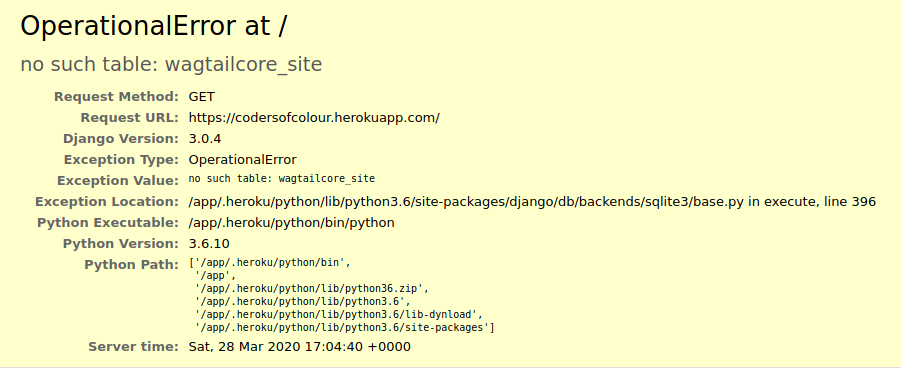 OperationalError at /
no such table: wagtailcore_site
Request Method: GET
Request URL: https://codersofcolour.herokuapp.com/
Django Version: 3.0.4
Exception Type: OperationalError
Exception Value: no such table: wagtailcore_site
Exception Location: /app/.heroku/python/lib/python3.6/site-packages/django/db/backends/sqlite3/base.py in execute, line 396
Python Executable: /app/.heroku/python/bin/python
Python Version: 3.6.10
Python Path: ['/app/.heroku/python/bin',
'/app',
'/app/.heroku/python/lib/python36.zip',
'/app/.heroku/python/lib/python3.6',
'/app/.heroku/python/lib/python3.6/lib-dynload',
'/app/.heroku/python/lib/python3.6/site-packages']
Server time: Sat, 28 Mar 2020 17:04:40 +0000